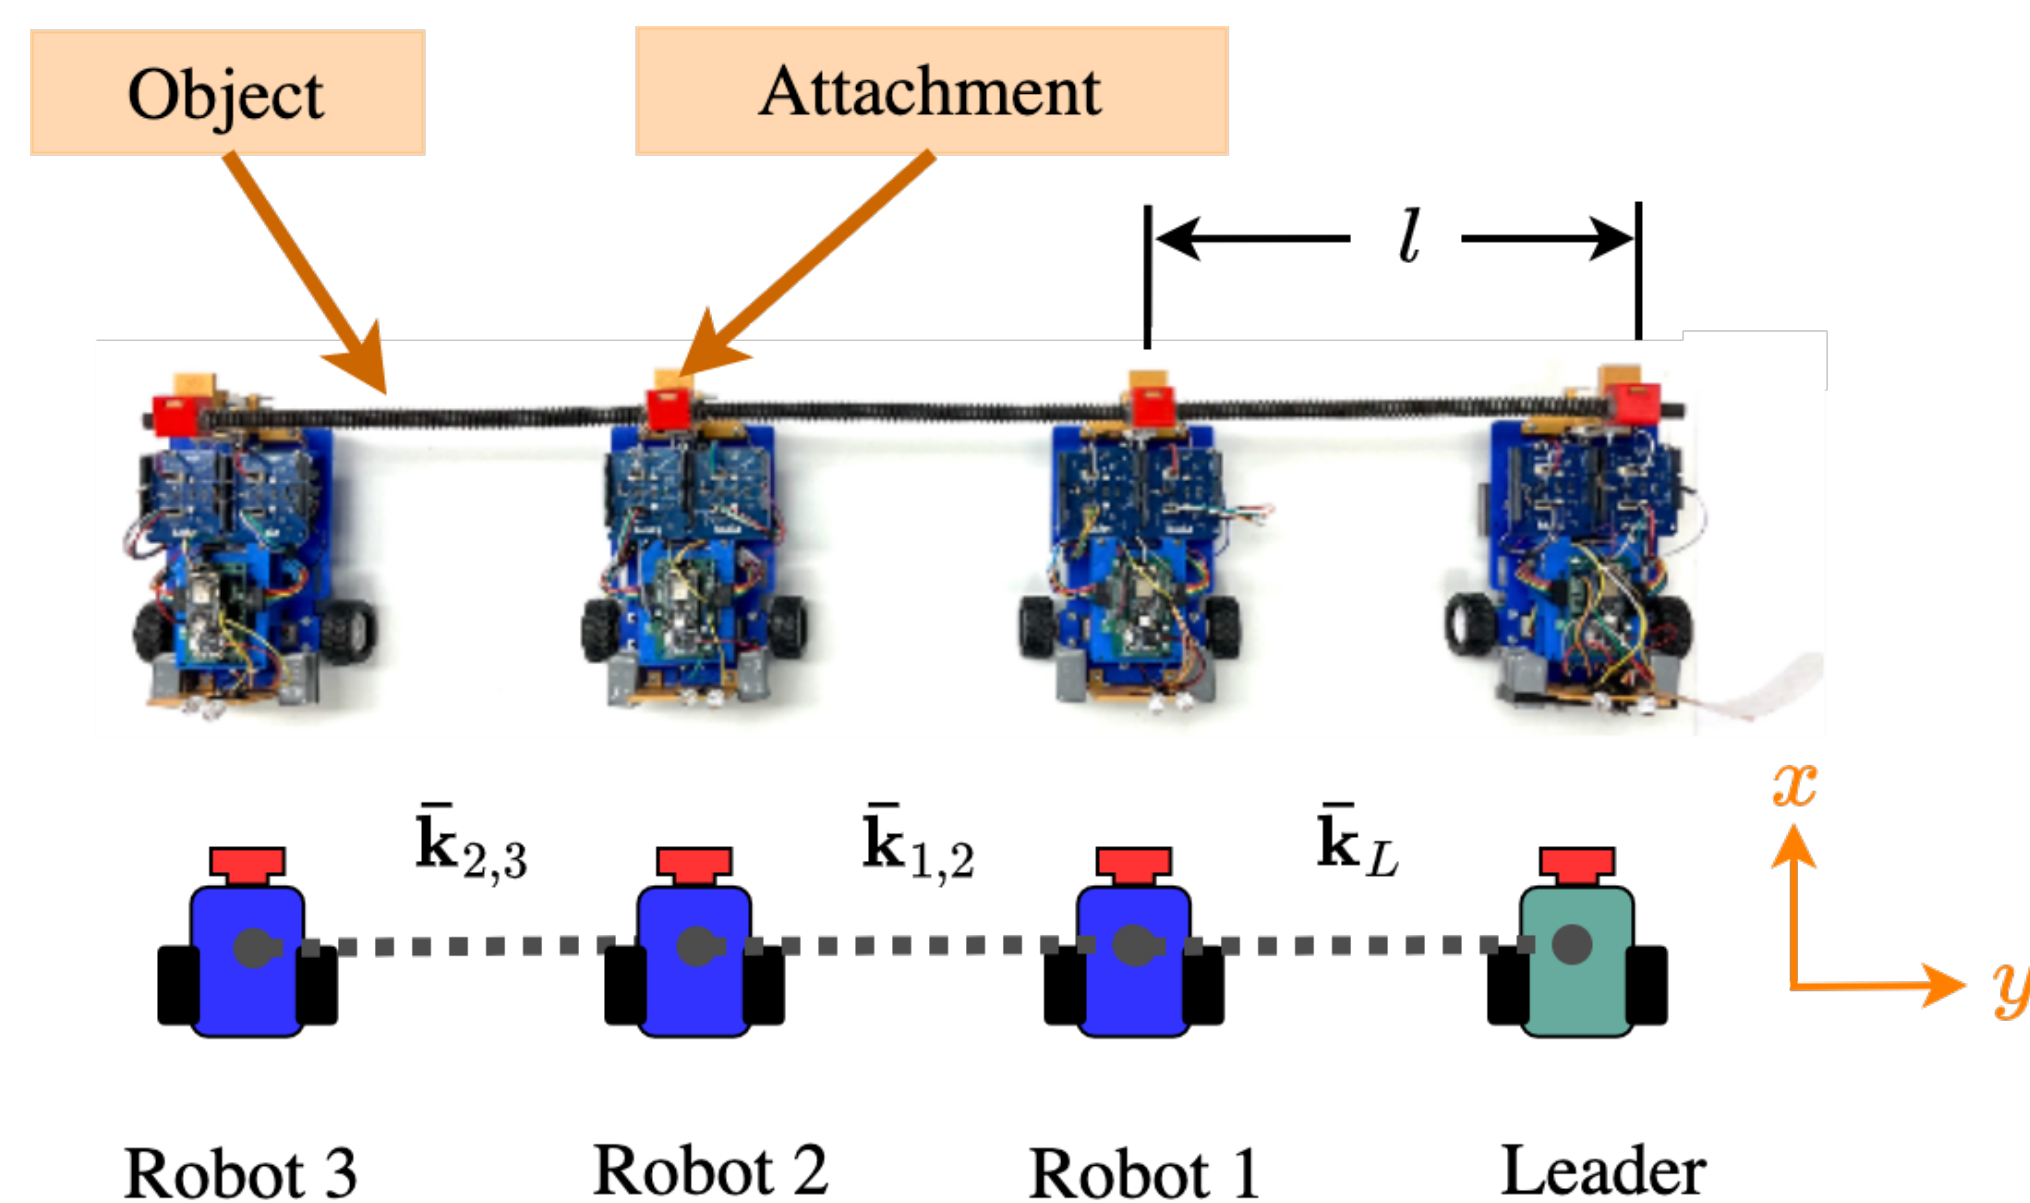 Object
Attachment
l
k̄2,3
k̄1,2
k̄L
x
y
Robot 3
Robot 2
Robot 1
Leader